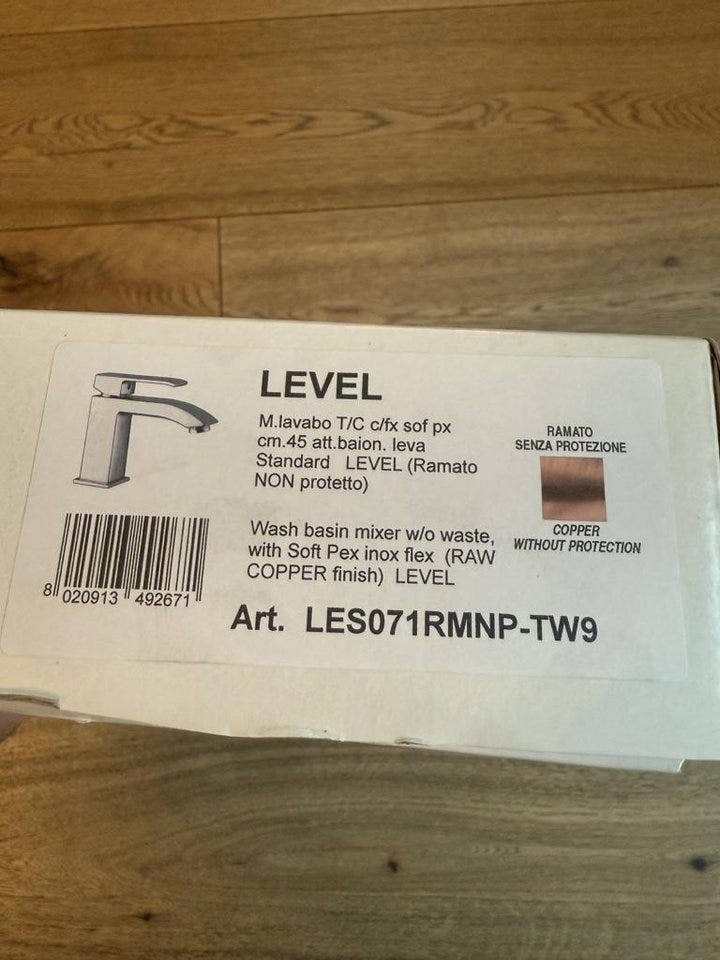 LEVEL
M.lavabo T/C c/fx sof px
cm.45 att.baion. leva
Standard LEVEL (Ramato
NON protetto)
RAMATO
SENZA PROTEZIONE
COPPER
WITHOUT PROTECTION
Wash basin mixer w/o waste,
with Soft Pex inox flex (RAW
COPPER finish) LEVEL
8 020913 492671
Art. LES071RMNP-TW9